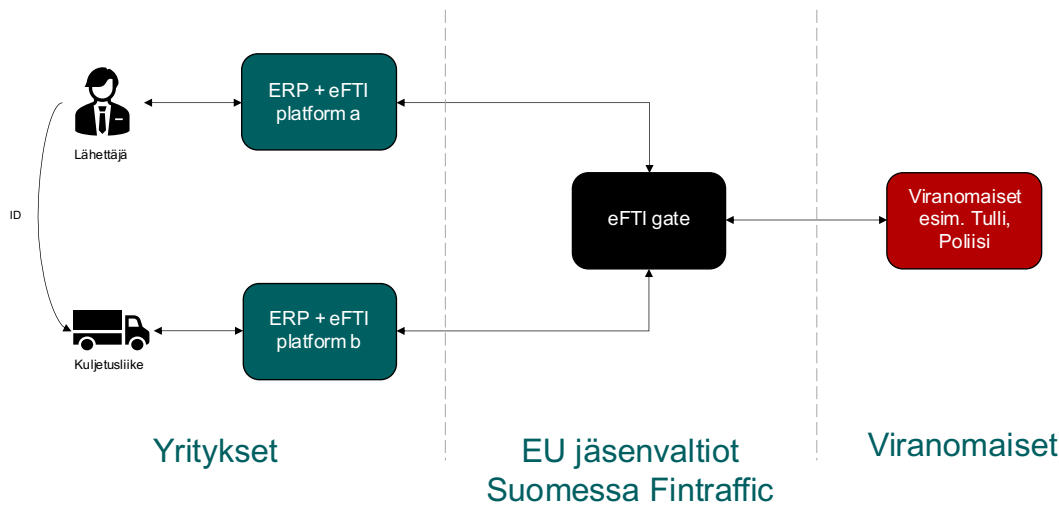 ERP + eFTI
platform a
Lähettäjä
ID
eFTI gate
Viranomaiset
esim. Tulli,
Poliisi
ERP + eFTI
platform b
Kuljetusliike
Yritykset
EU jäsenvaltiot
Suomessa Fintraffic
Viranomaiset